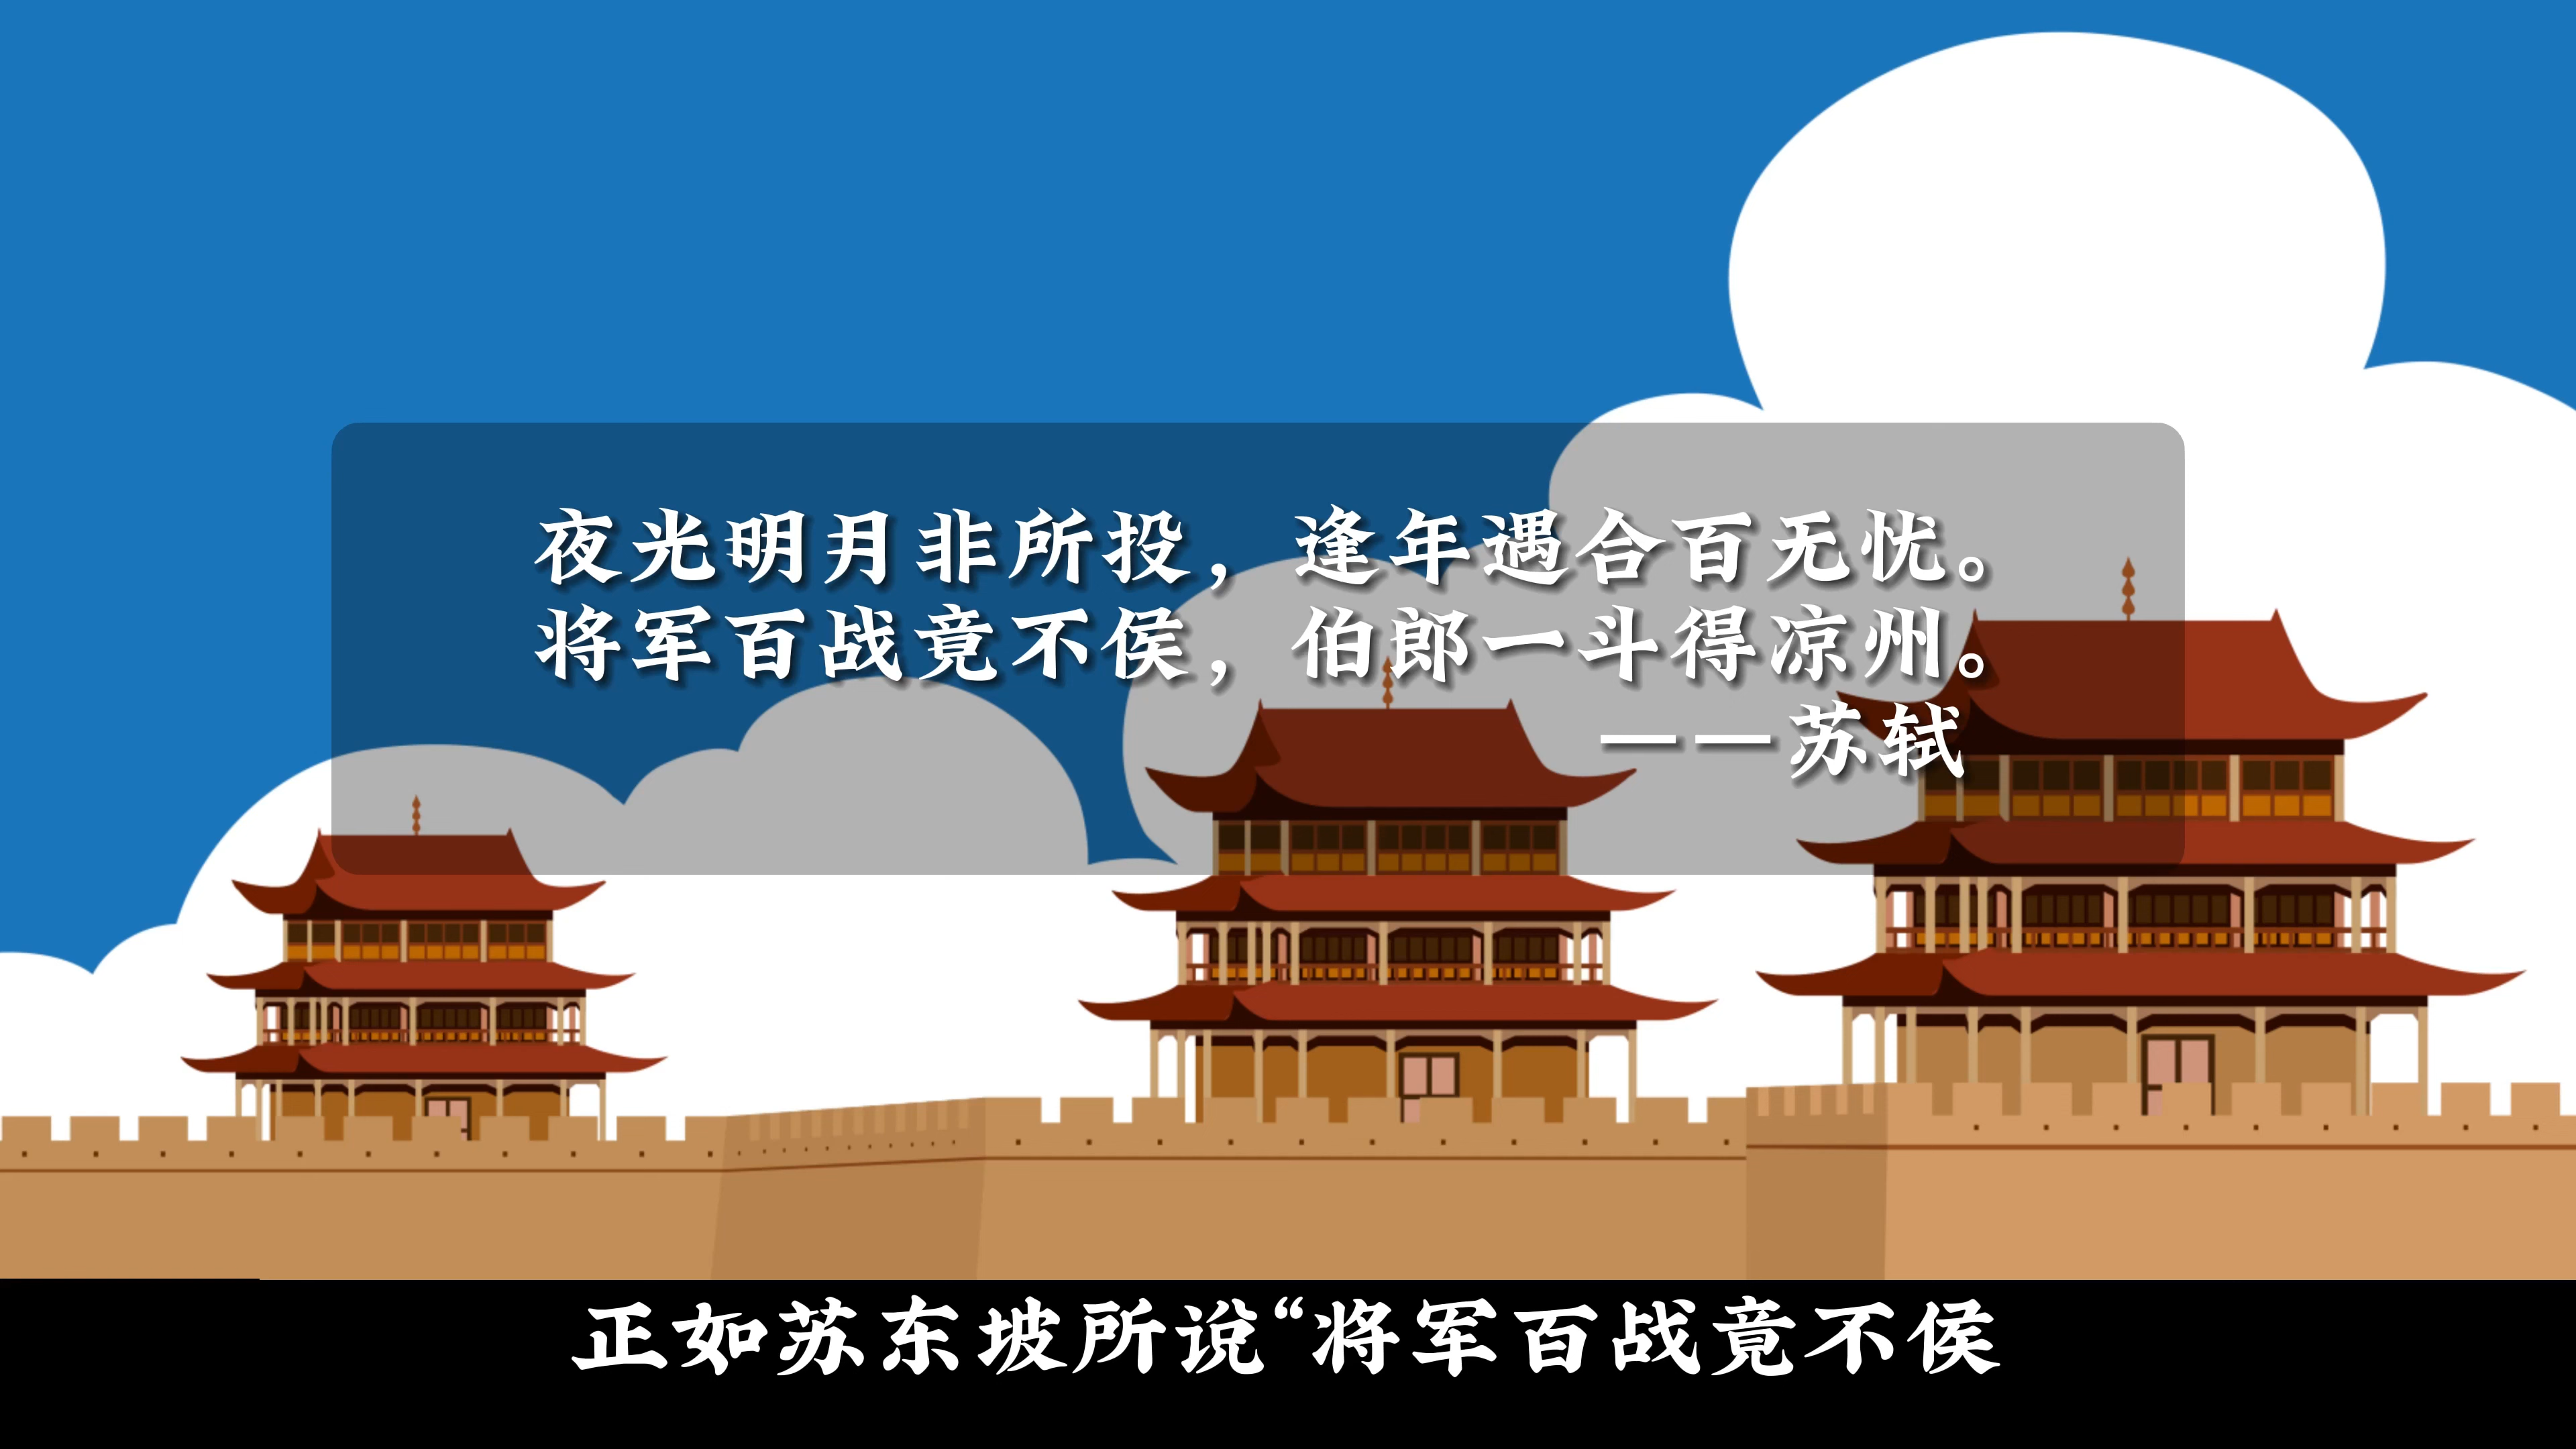 夜光明月非所投，逢年遇合百无忧。
将军百战竟不侯，伯郎一斗得凉州。
——苏轼
正如苏东坡所说“将军百战竟不侯